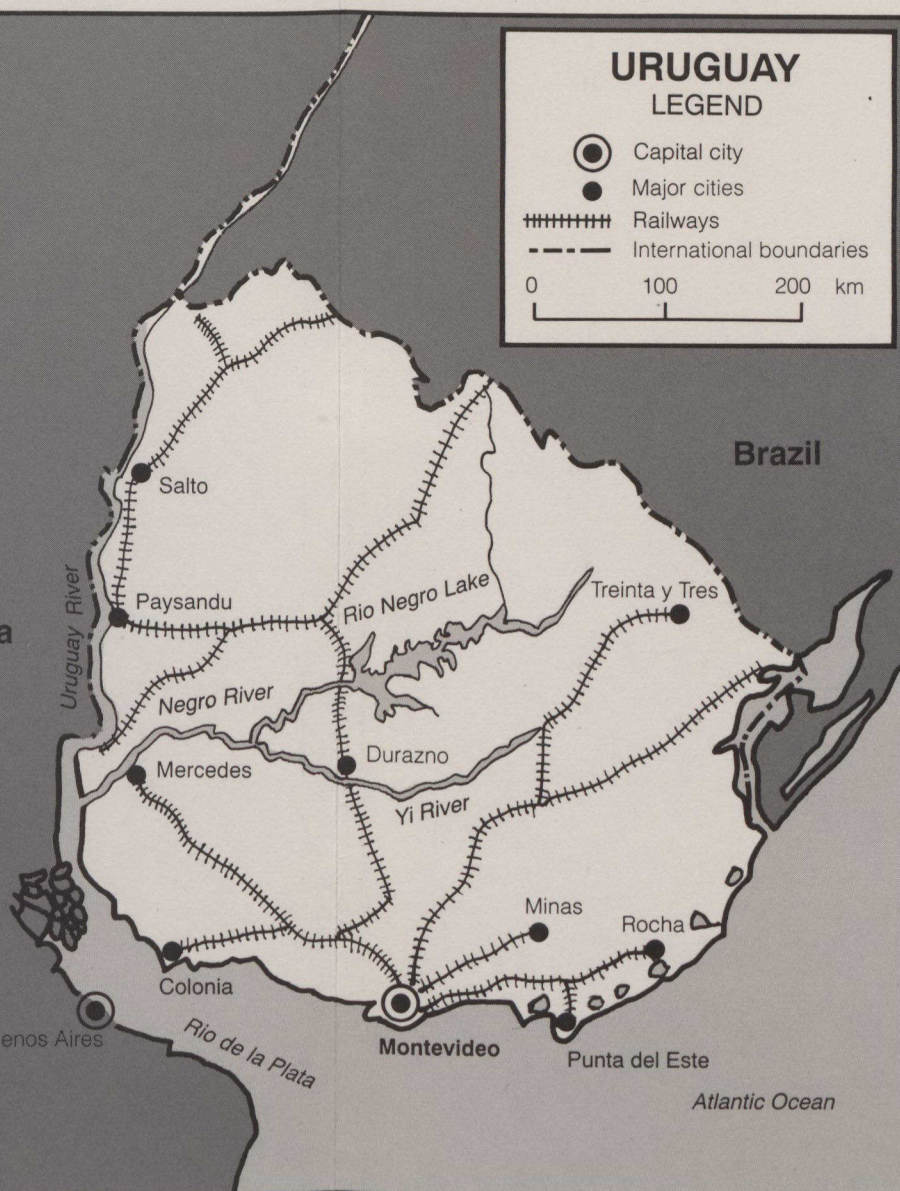 URUGUAY
LEGEND
Capital city
Major cities
Railways
International boundaries
0 100 200 km
Brazil
Salto
Uruguay River
Paysandu
Rio Negro Lake
Treinta y Tres
a
Negro River
Mercedes
Durazno
Yi River
Minas
Rocha
Colonia
enos Aires
Rio de la Plata
Montevideo
Punta del Este
Atlantic Ocean